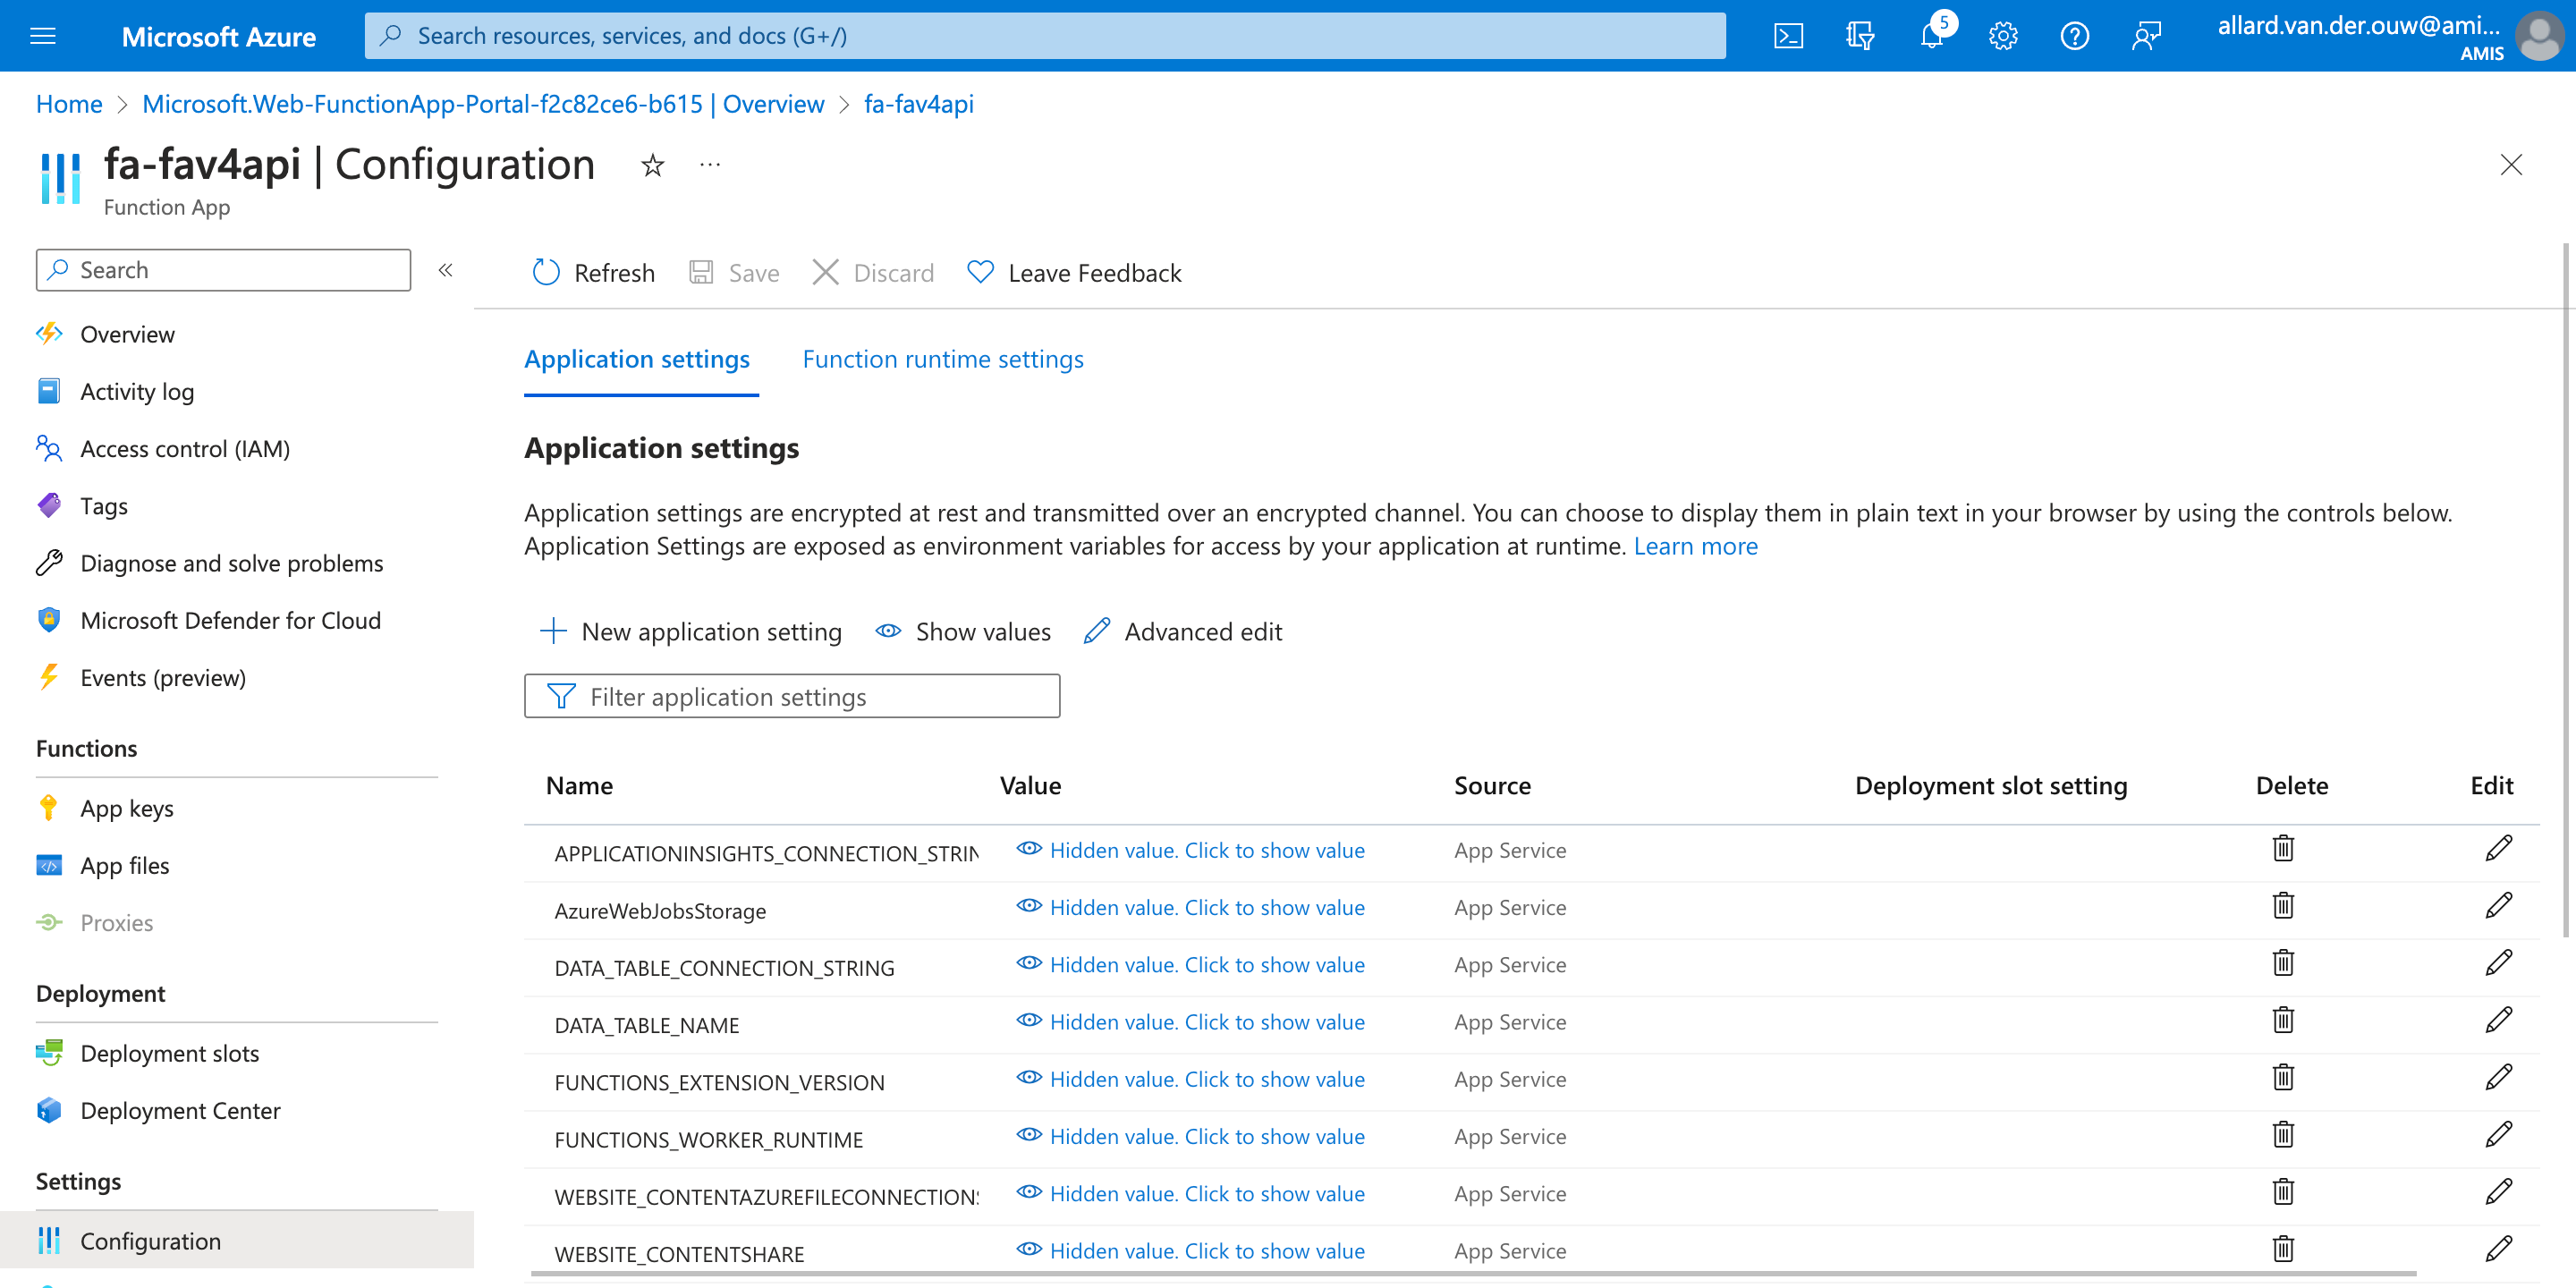 Microsoft Azure
Search resources, services, and docs (G+/)
5
allard.van.der.ouw@ami...
AMIS
Home > Microsoft.Web-FunctionApp-Portal-f2c82ce6-b615 | Overview > fa-fav4api
fa-fav4api | Configuration
Function App
Search
Overview
Activity log
Access control (IAM)
Tags
Diagnose and solve problems
Microsoft Defender for Cloud
Events (preview)
Functions
App keys
App files
Proxies
Deployment
Deployment slots
Deployment Center
Settings
Configuration
Refresh Save Discard Leave Feedback
Application settings Function runtime settings
Application settings
Application settings are encrypted at rest and transmitted over an encrypted channel. You can choose to display them in plain text in your browser by using the controls below.
Application Settings are exposed as environment variables for access by your application at runtime. Learn more
New application setting Show values Advanced edit
Filter application settings
Name Value Source Deployment slot setting Delete Edit
APPLICATIONINSIGHTS_CONNECTION_STRIN Hidden value. Click to show value App Service
AzureWebJobsStorage Hidden value. Click to show value App Service
DATA_TABLE_CONNECTION_STRING Hidden value. Click to show value App Service
DATA_TABLE_NAME Hidden value. Click to show value App Service
FUNCTIONS_EXTENSION_VERSION Hidden value. Click to show value App Service
FUNCTIONS_WORKER_RUNTIME Hidden value. Click to show value App Service
WEBSITE_CONTENTAZUREFILECONNECTIONS Hidden value. Click to show value App Service
WEBSITE_CONTENTSHARE Hidden value. Click to show value App Service